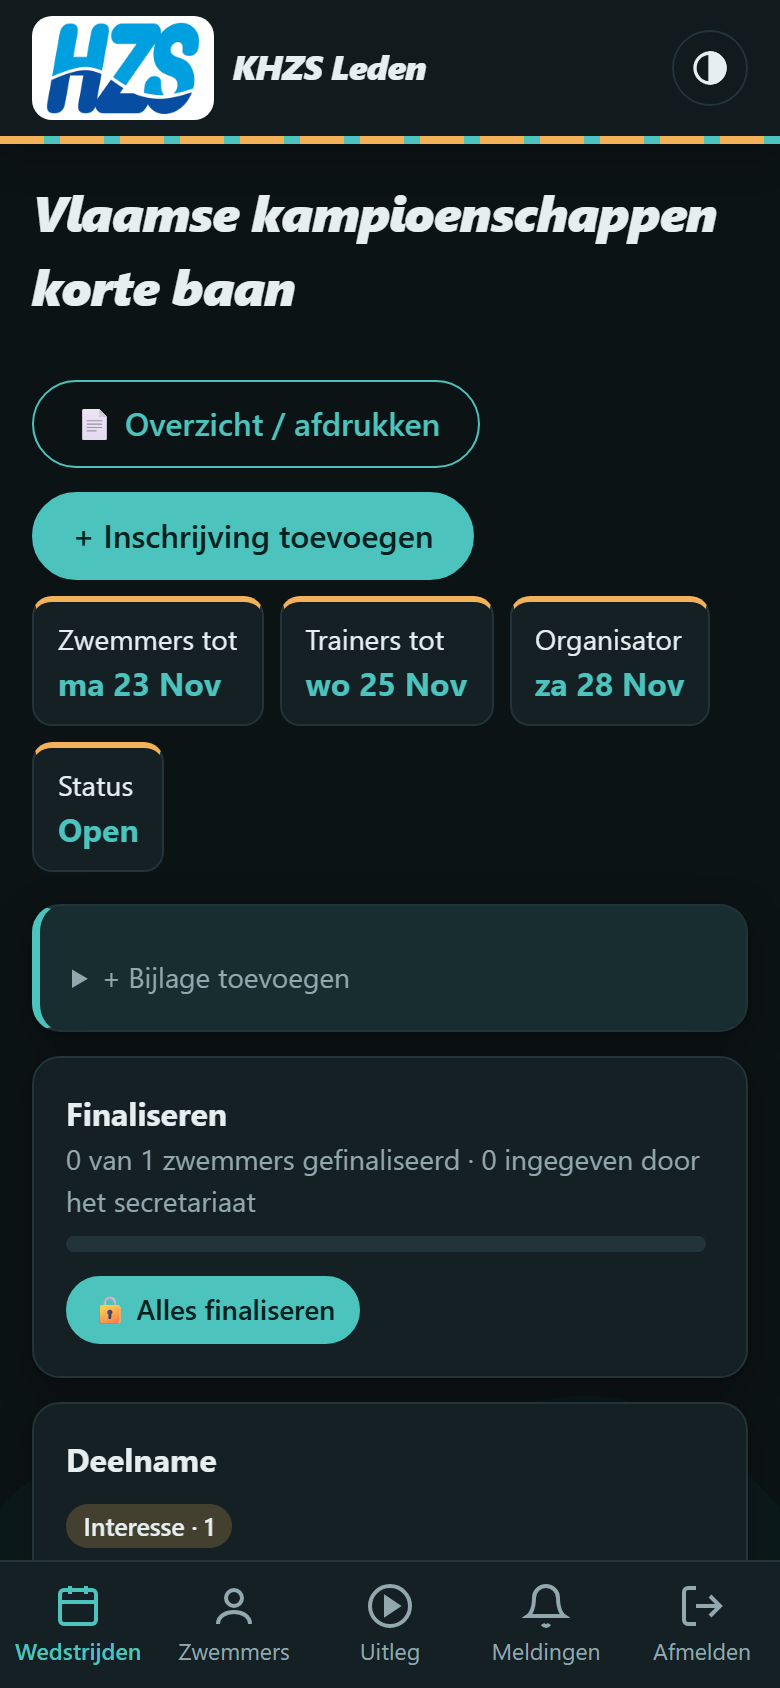 HZS
KHZS Leden
Vlaamse kampioenschappen
korte baan
Overzicht / afdrukken
+ Inschrijving toevoegen
Zwemmers tot
ma 23 Nov
Trainers tot
wo 25 Nov
Organisator
za 28 Nov
Status
Open
+ Bijlage toevoegen
Finaliseren
0 van 1 zwemmers gefinaliseerd · 0 ingegeven door
het secretariaat
Alles finaliseren
Deelname
Interesse · 1
Wedstrijden
Zwemmers
Uitleg
Meldingen
Afmelden